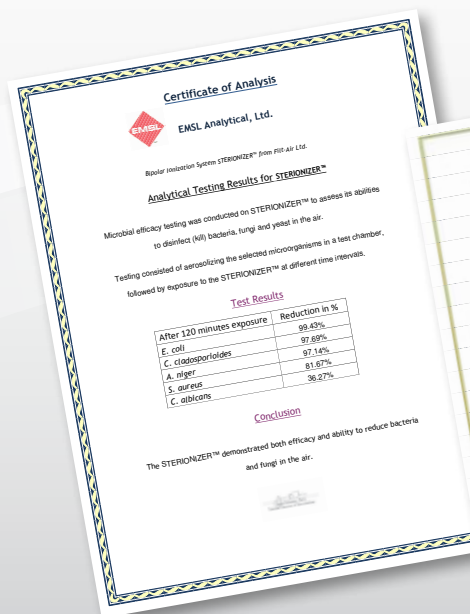 Certificate of Analysis
EMSL
EMSL Analytical, Ltd.
Bipolar Ionization System STERIONIZER™ from Filt-Air Ltd.
Analytical Testing Results for STERIONIZER™
Microbial efficacy testing was conducted on STERIONIZER™ to assess its abilities
to disinfect (kill) bacteria, fungi and yeast in the air.
Testing consisted of aerosolizing the selected microorganisms in a test chamber,
followed by exposure to the STERIONIZER™ at different time intervals.
Test Results
After 120 minutes exposure Reduction in %
E. coli 99.43%
C. cladosporioides 97.69%
A. niger 97.14%
S. aureus 81.67%
C. albicans 36.27%
Conclusion
The STERIONIZER™ demonstrated both efficacy and ability to reduce bacteria
and fungi in the air.